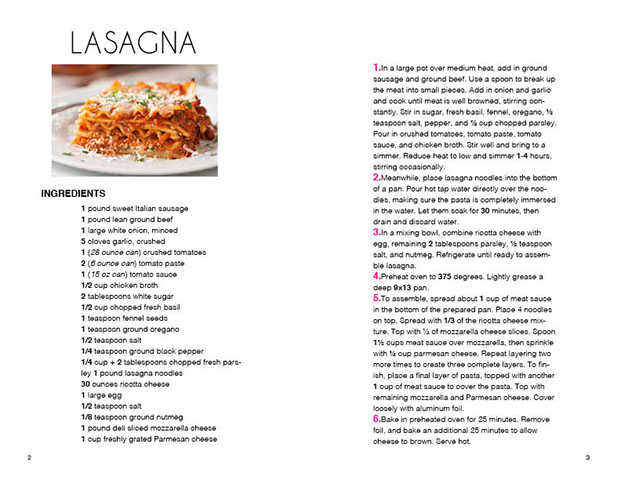 LASAGNA
INGREDIENTS
1 pound sweet Italian sausage
1 pound lean ground beef
1 large white onion, minced
5 cloves garlic, crushed
1 (28 ounce can) crushed tomatoes
2 (6 ounce can) tomato paste
1 (15 oz can) tomato sauce
1/2 cup chicken broth
2 tablespoons white sugar
1/2 cup chopped fresh basil
1 teaspoon fennel seeds
1 teaspoon ground oregano
1/2 teaspoon salt
1/4 teaspoon ground black pepper
1/4 cup + 2 tablespoons chopped fresh pars-
ley 1 pound lasagna noodles
30 ounces ricotta cheese
1 large egg
1/2 teaspoon salt
1/8 teaspoon ground nutmeg
1 pound deli sliced mozzarella cheese
1 cup freshly grated Parmesan cheese
2
1.In a large pot over medium heat, add in ground
sausage and ground beef. Use a spoon to break up
the meat into small pieces. Add in onion and garlic
and cook until meat is well browned, stirring con-
stantly. Stir in sugar, fresh basil, fennel, oregano, ½
teaspoon salt, pepper, and ¼ cup chopped parsley.
Pour in crushed tomatoes, tomato paste, tomato
sauce, and chicken broth. Stir well and bring to a
simmer. Reduce heat to low and simmer 1-4 hours,
stirring occasionally.
2.Meanwhile, place lasagna noodles into the bottom
of a pan. Pour hot tap water directly over the noo-
dles, making sure the pasta is completely immersed
in the water. Let them soak for 30 minutes, then
drain and discard water.
3.In a mixing bowl, combine ricotta cheese with
egg, remaining 2 tablespoons parsley, ½ teaspoon
salt, and nutmeg. Refrigerate until ready to assem-
ble lasagna.
4.Preheat oven to 375 degrees. Lightly grease a
deep 9x13 pan.
5.To assemble, spread about 1 cup of meat sauce
in the bottom of the prepared pan. Place 4 noodles
on top. Spread with 1/3 of the ricotta cheese mix-
ture. Top with ¼ of mozzarella cheese slices. Spoon
1½ cups meat sauce over mozzarella, then sprinkle
with ¼ cup parmesan cheese. Repeat layering two
more times to create three complete layers. To fin-
ish, place a final layer of pasta, topped with another
1 cup of meat sauce to cover the pasta. Top with
remaining mozzarella and Parmesan cheese. Cover
loosely with aluminum foil.
6.Bake in preheated oven for 25 minutes. Remove
foil, and bake an additional 25 minutes to allow
cheese to brown. Serve hot.
3